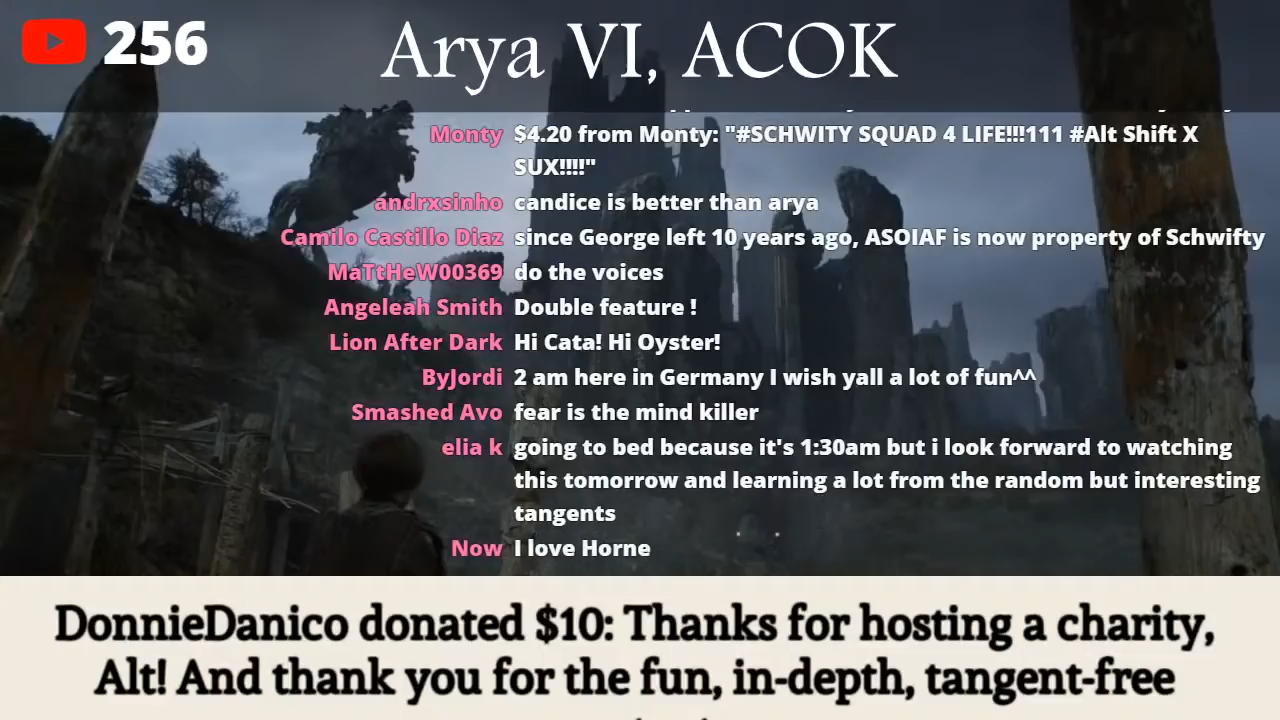 256
Arya VI, ACOK
Monty $4.20 from Monty: "#SCHWITY SQUAD 4 LIFE!!!111 #Alt Shift X
SUX!!!!"
andrxsinho candice is better than arya
Camilo Castillo Diaz since George left 10 years ago, ASOIAF is now property of Schwifty
MaTtHeW00369 do the voices
Angeleah Smith Double feature !
Lion After Dark Hi Cata! Hi Oyster!
ByJordi 2 am here in Germany I wish yall a lot of fun^^
Smashed Avo fear is the mind killer
elia k going to bed because it's 1:30am but i look forward to watching
this tomorrow and learning a lot from the random but interesting
tangents
Now I love Horne
DonnieDanico donated $10: Thanks for hosting a charity,
Alt! And thank you for the fun, in-depth, tangent-free